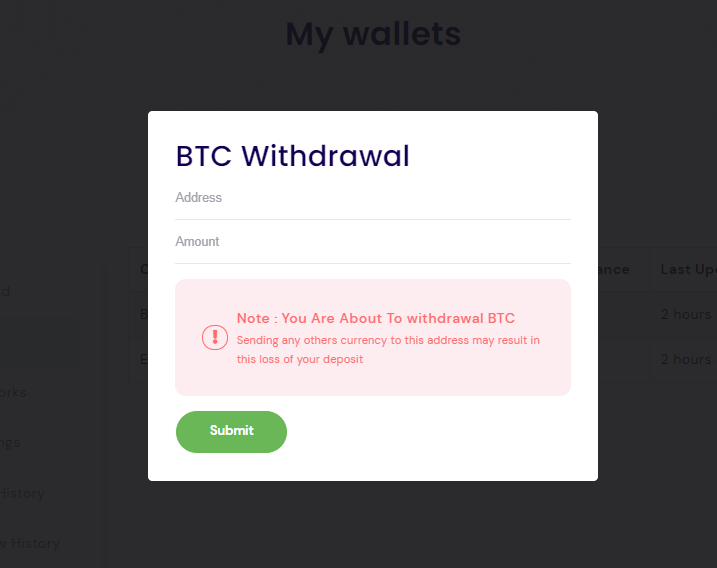 My wallets
BTC Withdrawal
Address
Amount
ance
Last Up
Note : You Are About To withdrawal BTC
2 hours
Sending any others currency to this address may result in
this loss of your deposit
2 hours
orks
Submit
ngs
History
w History